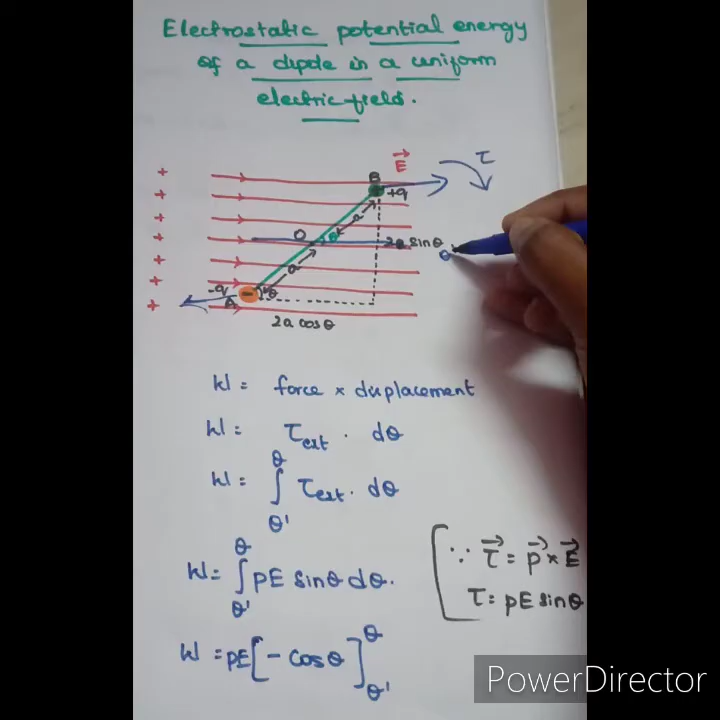 Electrostatic potential energy
of a dipole in a uniform
electric field.
E
τ
B
+q
+
+
+
+
+
+
+
a
O
θ
2a sinθ
θ
a
-q
-
θ
A
2a cosθ
W = force × duplacement
W = τext · dθ
W = ∫θ'θ τext · dθ
W = ∫θ'θ pE sinθ dθ.
∵ τ = p × E
τ = pE sinθ
W = pE[- cosθ]θ'θ
PowerDirector